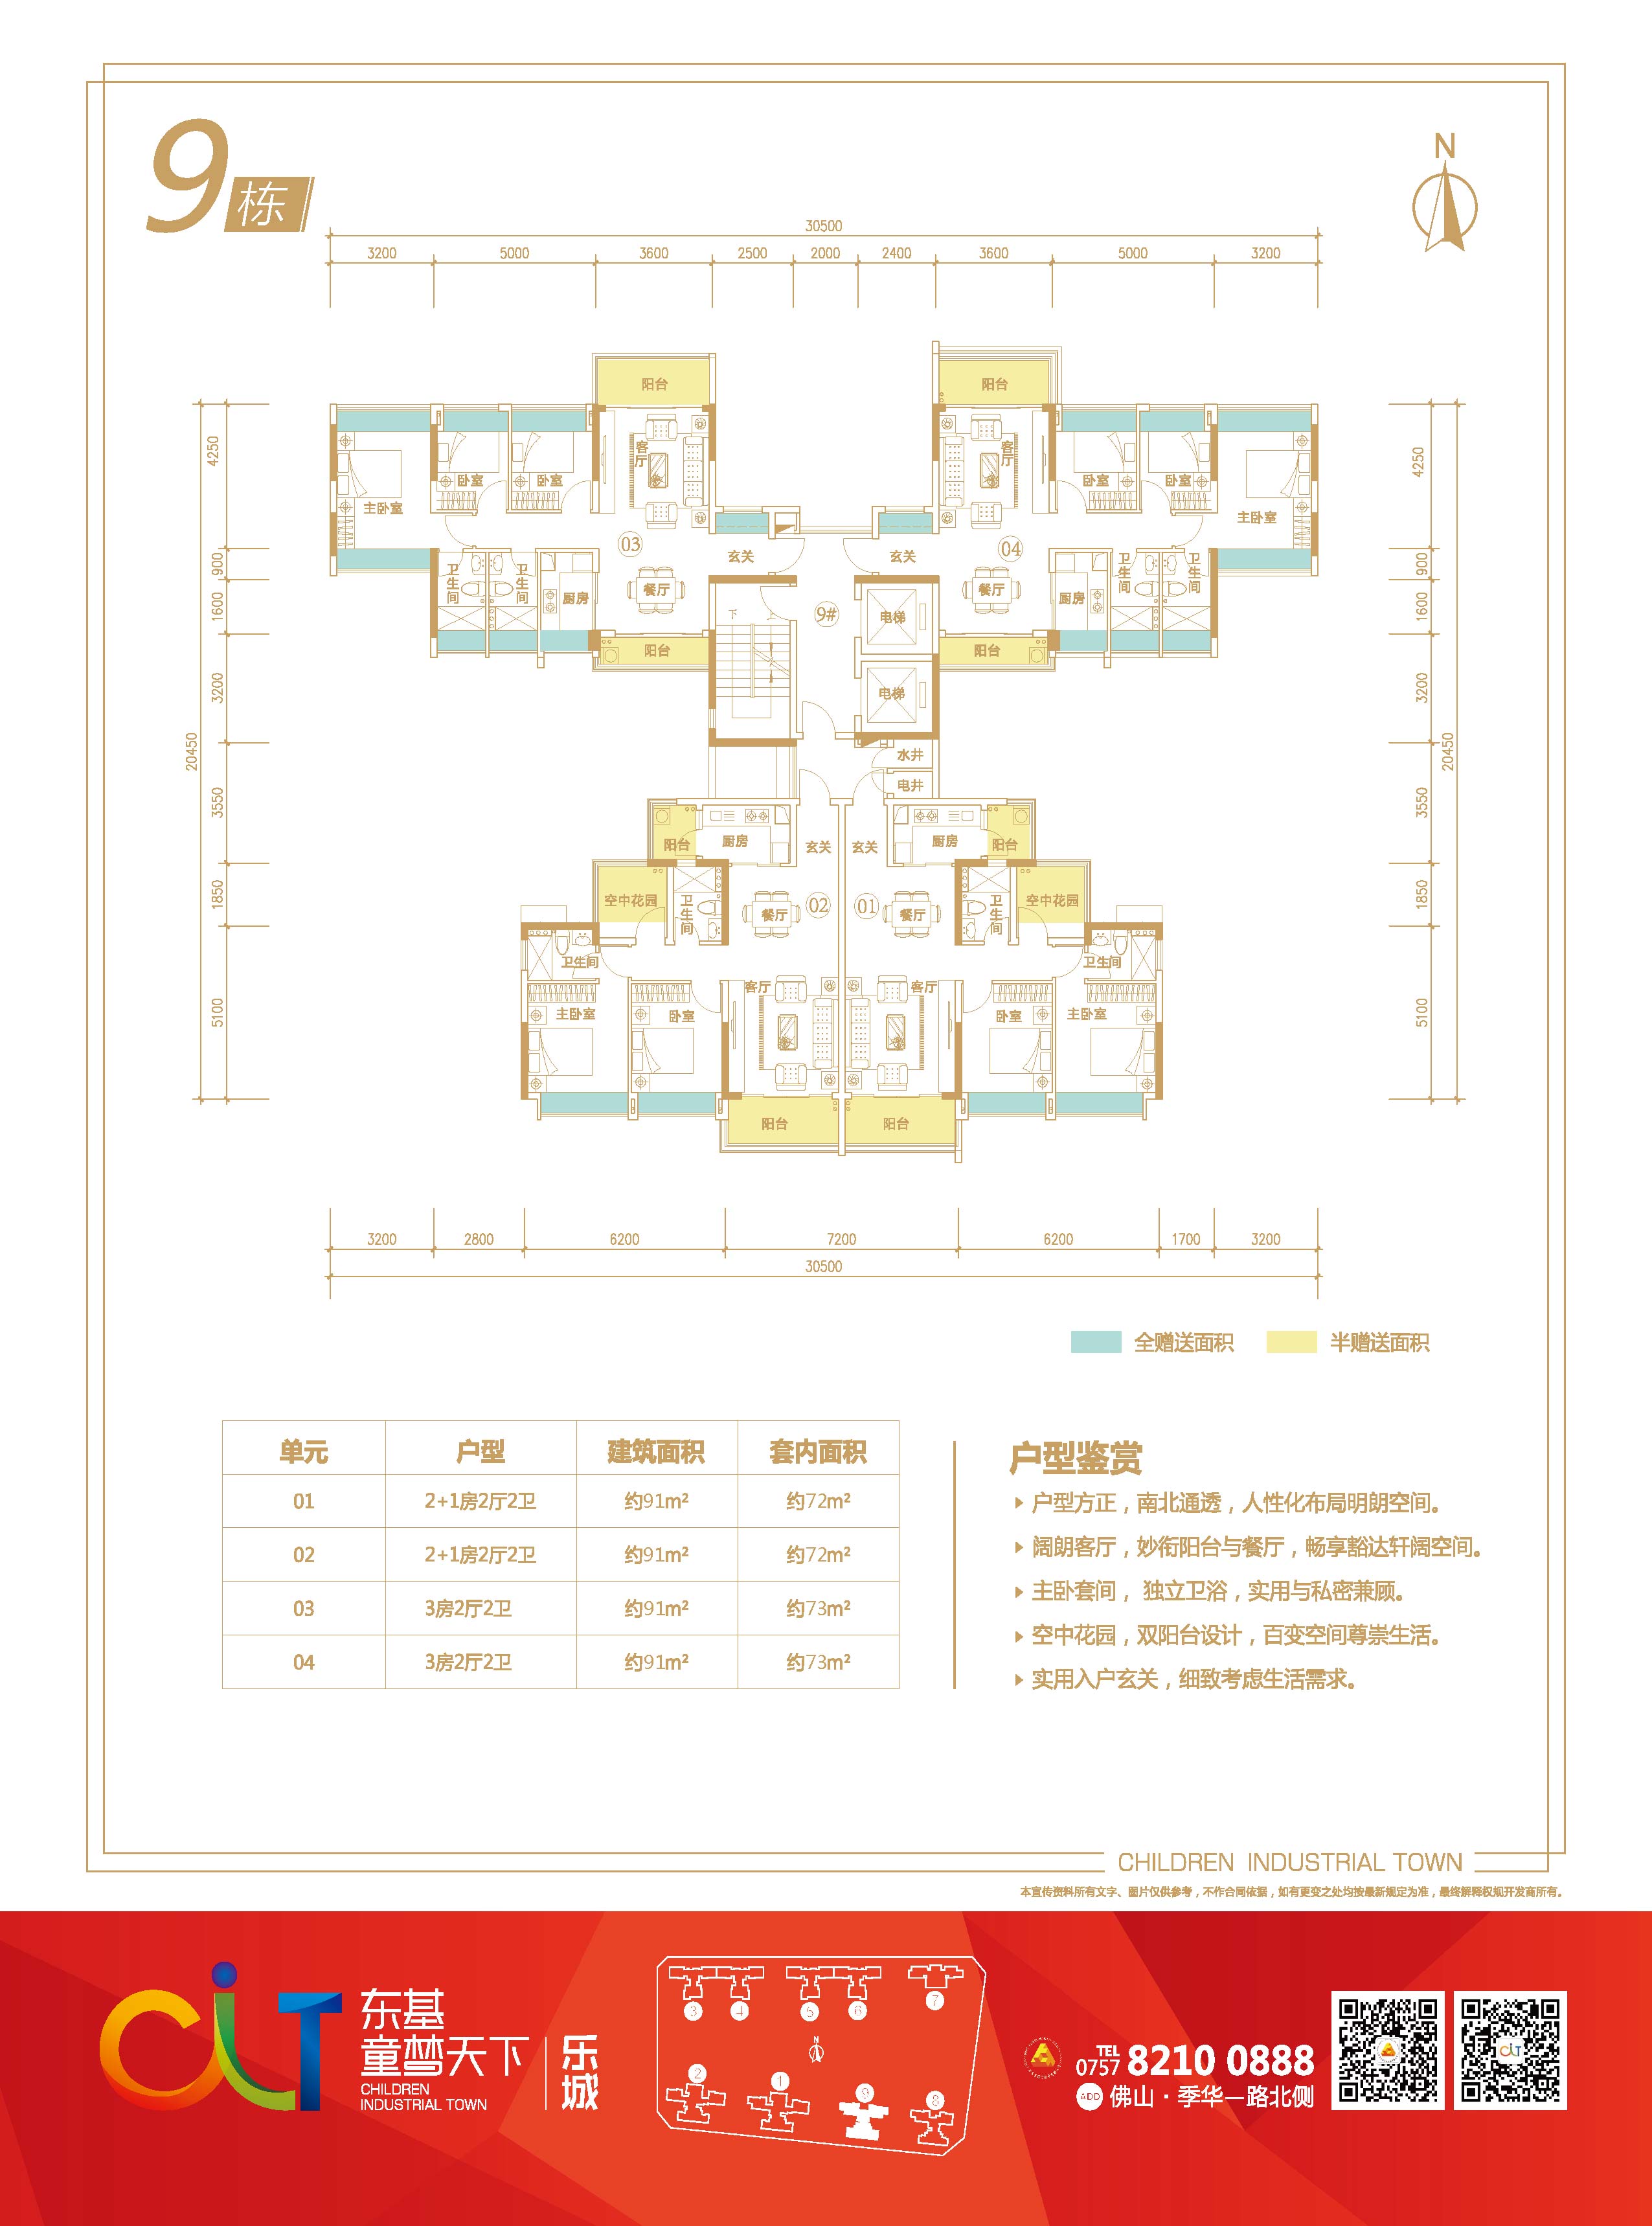 9栋
N
30500
3200 5000 3600 2500 2000 2400 3600 5000 3200
阳台 阳台
4250 900 1600 3200 3550 1850 5100
20450
4250 900 1600 3200 3550 1850 5100
20450
客厅 客厅
卧室 卧室 卧室 卧室
主卧室 主卧室
03 玄关 玄关 04
卫生间 卫生间 厨房 餐厅 餐厅 厨房 卫生间 卫生间
下 上 9# 电梯
阳台 阳台
电梯
水井
电井
阳台 厨房 玄关 玄关 厨房 阳台
空中花园 卫生间 餐厅 02 01 餐厅 卫生间 空中花园
卫生间 卫生间
客厅 客厅
主卧室 卧室 卧室 主卧室
阳台 阳台
3200 2800 6200 7200 6200 1700 3200
30500
全赠送面积 半赠送面积
单元 户型 建筑面积 套内面积
01 2+1房2厅2卫 约91m² 约72m²
02 2+1房2厅2卫 约91m² 约72m²
03 3房2厅2卫 约91m² 约73m²
04 3房2厅2卫 约91m² 约73m²
户型鉴赏
户型方正，南北通透，人性化布局明朗空间。
阔朗客厅，妙衔阳台与餐厅，畅享豁达轩阔空间。
主卧套间， 独立卫浴，实用与私密兼顾。
空中花园，双阳台设计，百变空间尊崇生活。
实用入户玄关，细致考虑生活需求。
CHILDREN INDUSTRIAL TOWN
本宣传资料所有文字、图片仅供参考，不作合同依据，如有更变之处均按最新规定为准，最终解释权规开发商所有。
CILT
东基
童梦天下
CHILDREN
INDUSTRIAL TOWN
乐城
3 4 5 6 7
N
2 1 9 8
TEL
0757 8210 0888
ADD 佛山·季华一路北侧
CILT